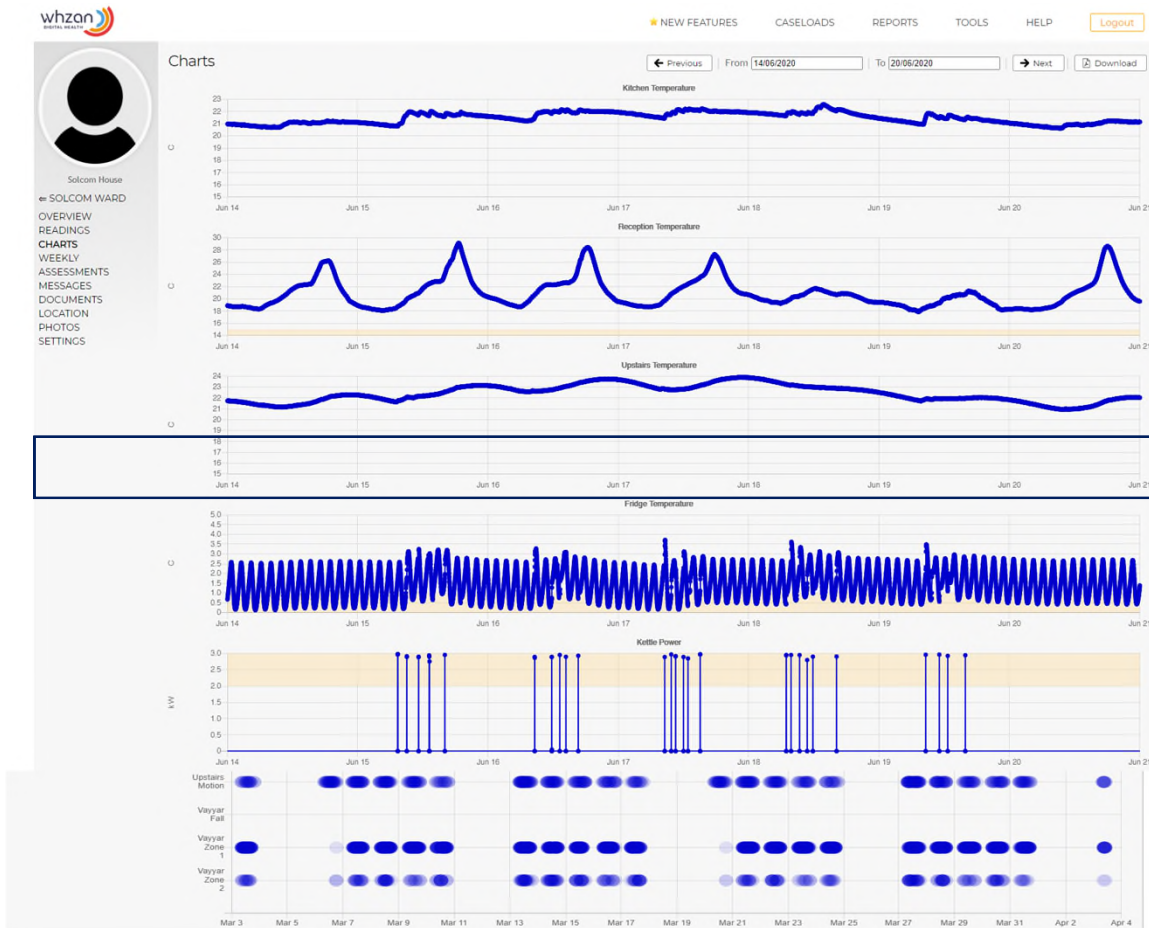 whzan
DIGITAL HEALTH
NEW FEATURES CASELOADS REPORTS TOOLS HELP Logout
Solcom House
⇐ SOLCOM WARD
OVERVIEW
READINGS
CHARTS
WEEKLY
ASSESSMENTS
MESSAGES
DOCUMENTS
LOCATION
PHOTOS
SETTINGS
Charts
← Previous From 14/06/2020 To 20/06/2020 → Next Download
Kitchen Temperature
C
23
22
21
20
19
18
17
16
15
Jun 14 Jun 15 Jun 16 Jun 17 Jun 18 Jun 19 Jun 20 Jun 21
Reception Temperature
C
30
28
26
24
22
20
18
16
14
Jun 14 Jun 15 Jun 16 Jun 17 Jun 18 Jun 19 Jun 20 Jun 21
Upstairs Temperature
C
24
23
22
21
20
19
18
17
16
15
Jun 14 Jun 15 Jun 16 Jun 17 Jun 18 Jun 19 Jun 20 Jun 21
Fridge Temperature
C
5.0
4.5
4.0
3.5
3.0
2.5
2.0
1.5
1.0
0.5
0
Jun 14 Jun 15 Jun 16 Jun 17 Jun 18 Jun 19 Jun 20 Jun 21
Kettle Power
kW
3.0
2.5
2.0
1.5
1.0
0.5
0
Jun 14 Jun 15 Jun 16 Jun 17 Jun 18 Jun 19 Jun 20 Jun 21
Upstairs
Motion
Vayyar
Fall
Vayyar
Zone
1
Vayyar
Zone
2
Mar 3 Mar 5 Mar 7 Mar 9 Mar 11 Mar 13 Mar 15 Mar 17 Mar 19 Mar 21 Mar 23 Mar 25 Mar 27 Mar 29 Mar 31 Apr 2 Apr 4